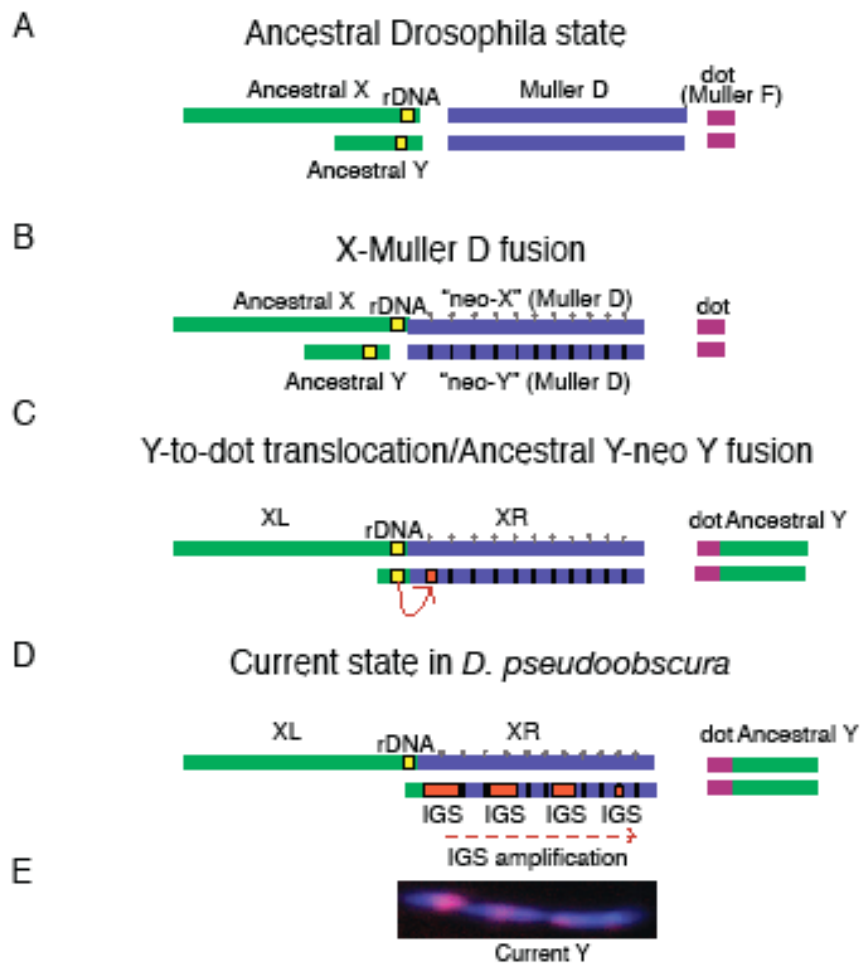 A
Ancestral Drosophila state
Ancestral X
rDNA
Muller D
dot
(Muller F)
Ancestral Y
B
X-Muller D fusion
Ancestral X
rDNA
"neo-X" (Muller D)
dot
Ancestral Y
"neo-Y" (Muller D)
C
Y-to-dot translocation/Ancestral Y-neo Y fusion
XL
rDNA
XR
dot Ancestral Y
D
Current state in D. pseudoobscura
XL
rDNA
XR
dot Ancestral Y
IGS IGS IGS IGS
IGS amplification
E
Current Y